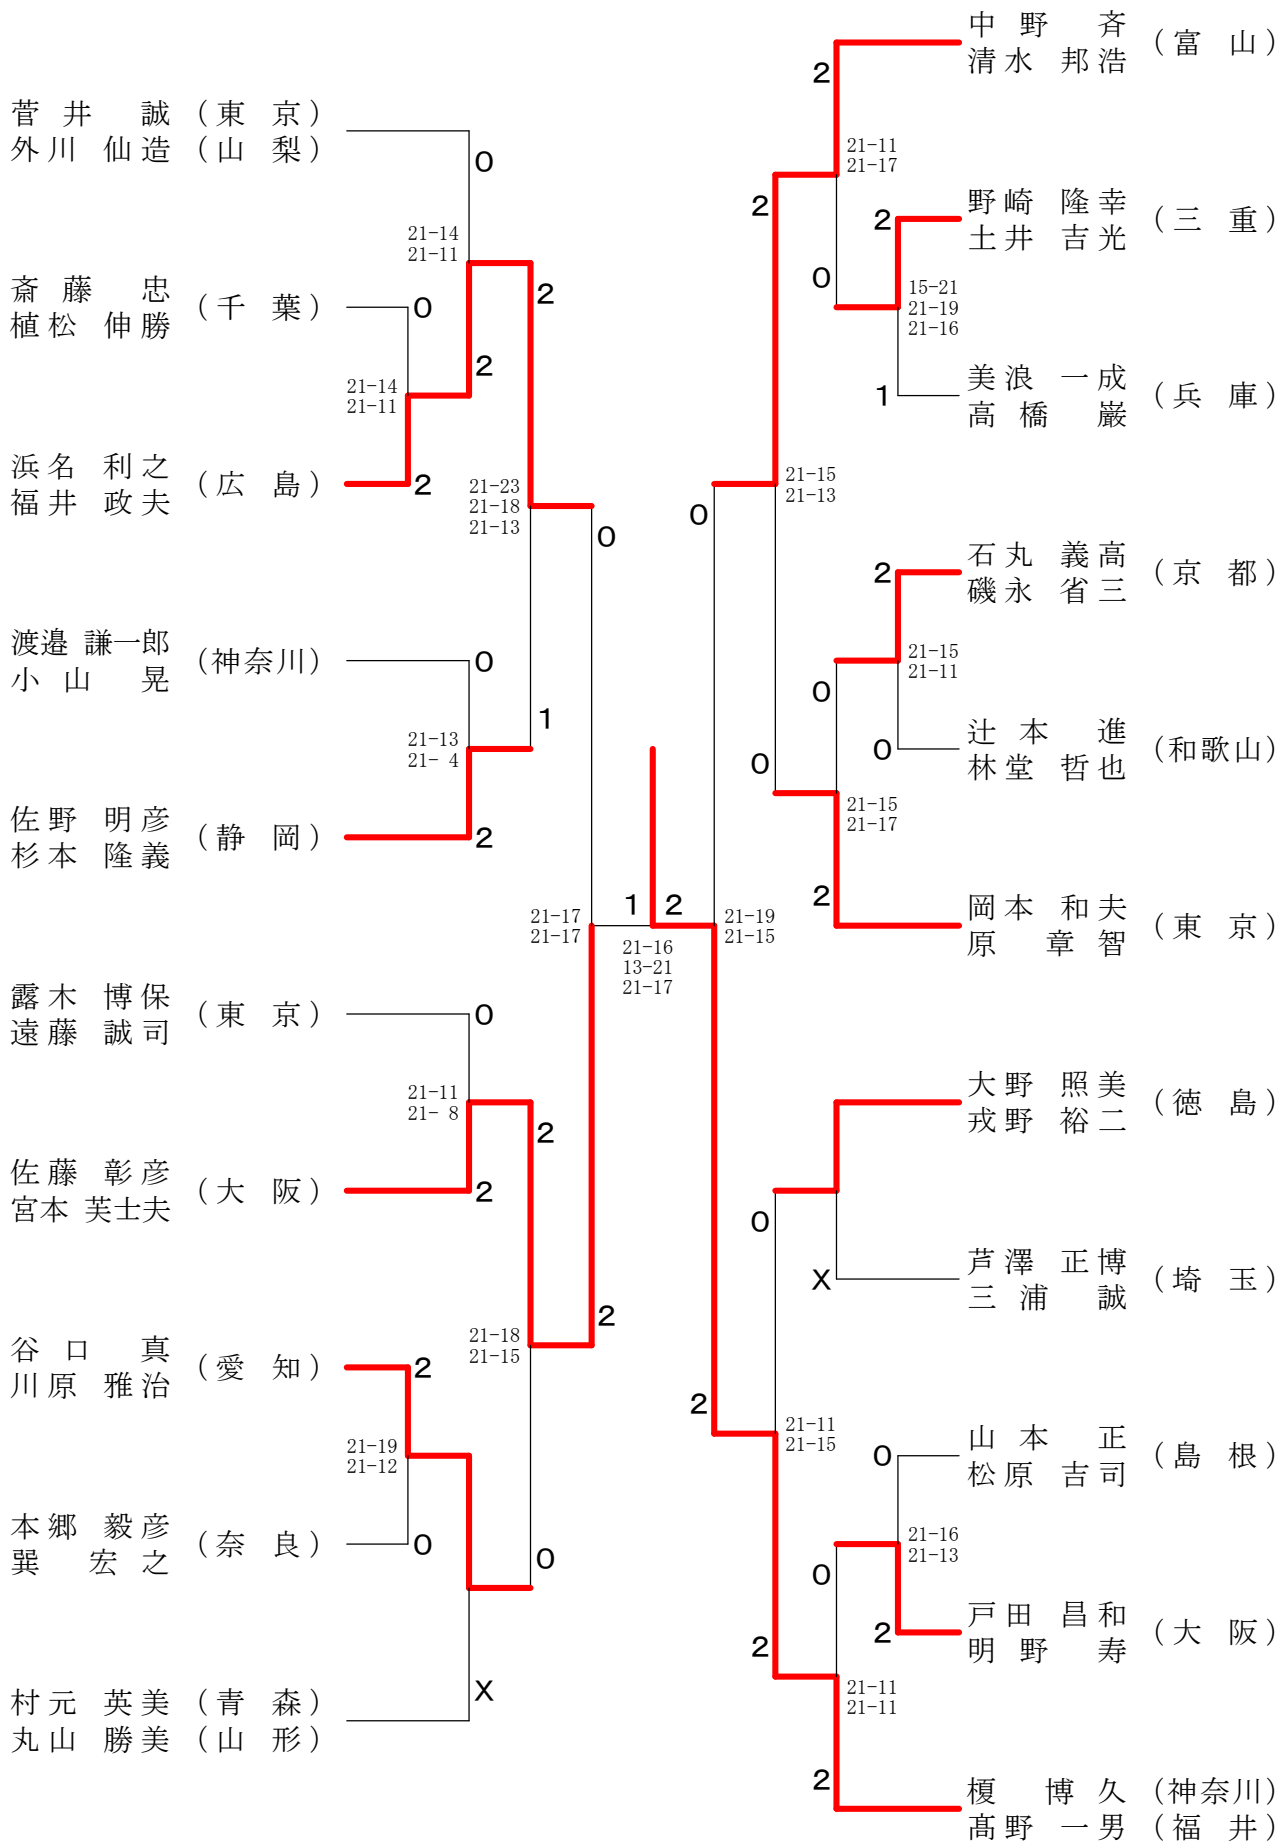 菅井 誠 (東京)
外川 仙造 (山梨)
0
21-14
21-11
斎藤 忠
植松 伸勝
(千葉)
0
2
2
21-14
21-11
浜名 利之
福井 政夫
(広島)
2
21-23
21-18
21-13
0
渡邉 謙一郎
小山 晃
(神奈川)
0
1
21-13
21- 4
佐野 明彦
杉本 隆義
(静岡)
2
21-17
21-17
1
2
21-16
13-21
21-17
露木 博保
遠藤 誠司
(東京)
0
21-11
21- 8
2
佐藤 彰彦
宮本 芙士夫
(大阪)
2
2
21-18
21-15
谷口 真
川原 雅治
(愛知)
2
21-19
21-12
本郷 毅彦
巽 宏之
(奈良)
0
0
村元 英美 (青森)
丸山 勝美 (山形)
X
中野 斉
清水 邦浩
(富山)
2
21-11
21-17
2
野崎 隆幸
土井 吉光
(三重)
2
0
15-21
21-19
21-16
美浪 一成
高橋 巌
(兵庫)
1
21-15
21-13
0
石丸 義高
磯永 省三
(京都)
2
21-15
21-11
0
辻本 進
林堂 哲也
(和歌山)
0
0
21-15
21-17
岡本 和夫
原 章智
(東京)
2
21-19
21-15
大野 照美
戎野 裕二
(徳島)
0
芦澤 正博
三浦 誠
(埼玉)
X
2
21-11
21-15
山本 正
松原 吉司
(島根)
0
21-16
21-13
0
戸田 昌和
明野 寿
(大阪)
2
2
21-11
21-11
2
榎 博久 (神奈川)
髙野 一男 (福井)